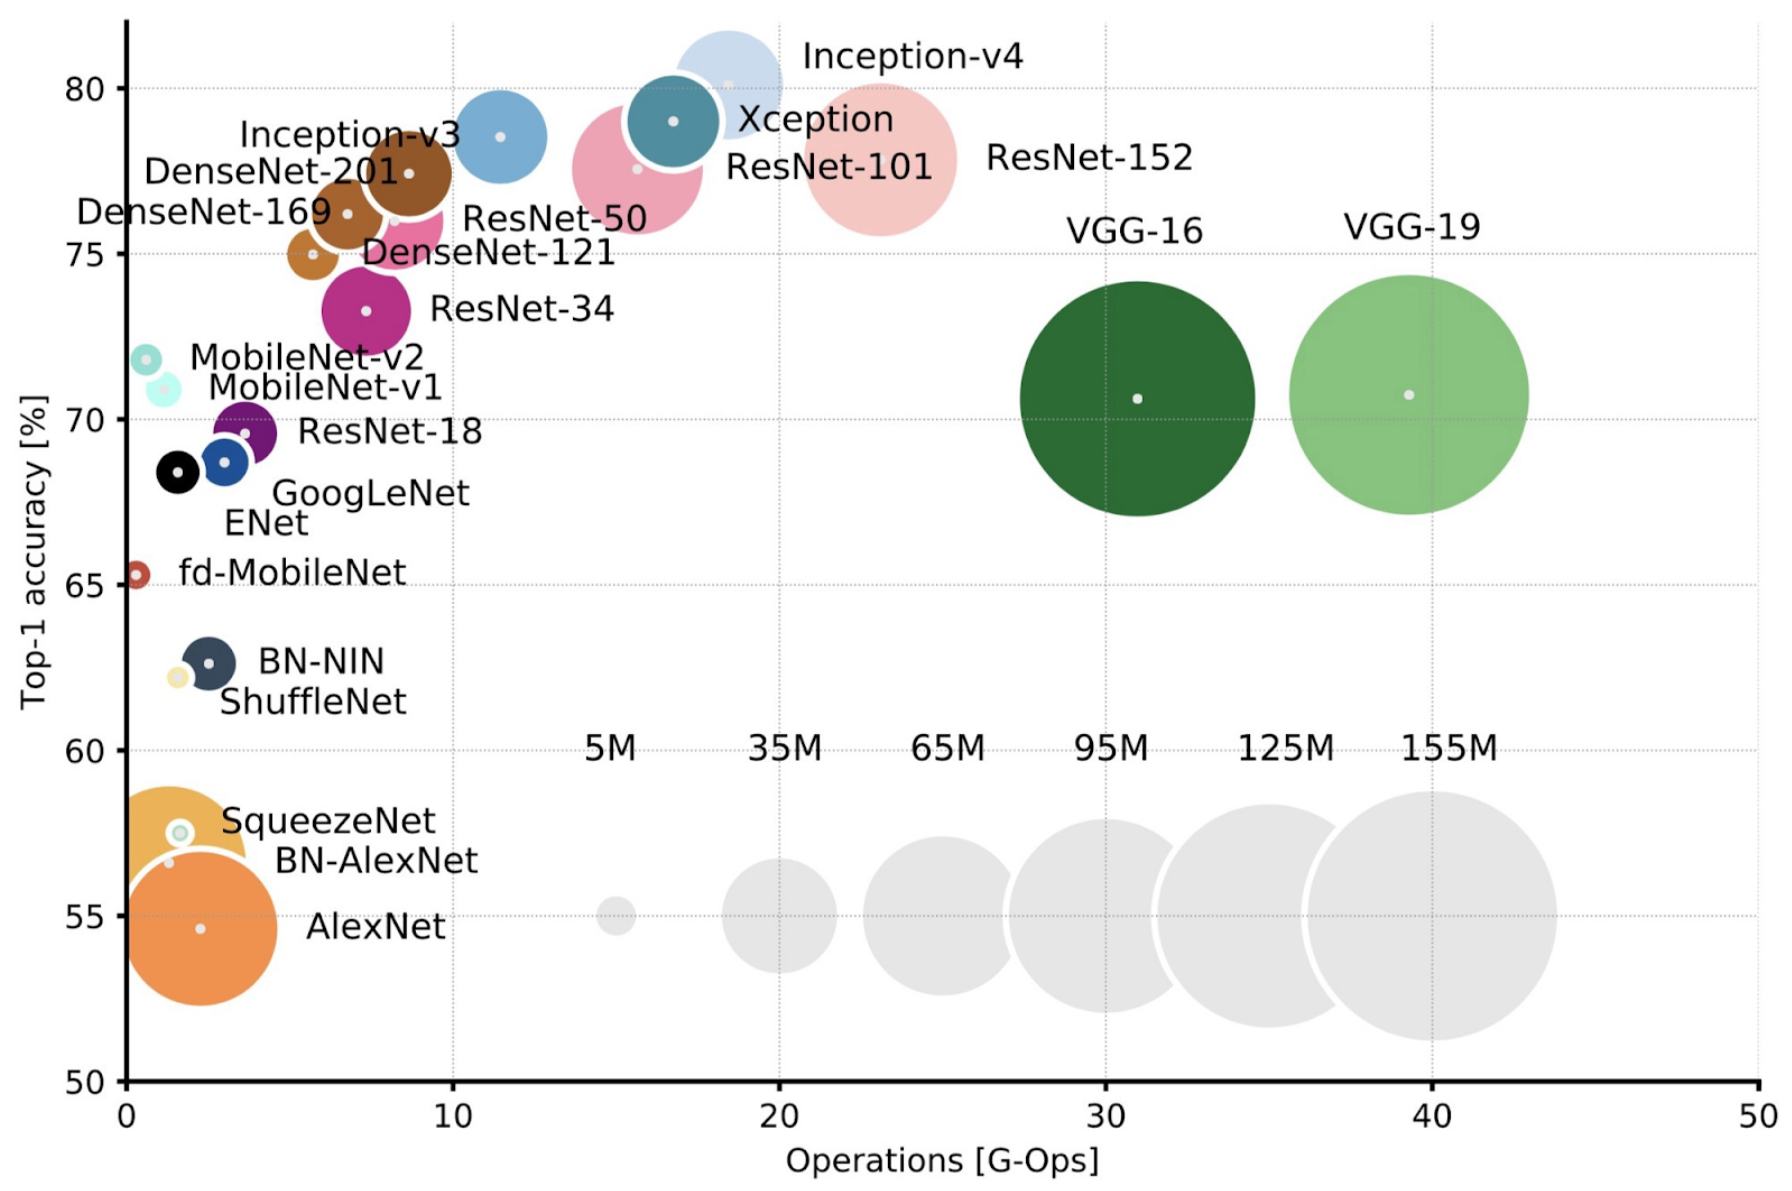 Inception-v4
80
Xception
Inception-v3
ResNet-152
ResNet-101
DenseNet-201
DenseNet-169
ResNet-50
VGG-16
VGG-19
75
DenseNet-121
ResNet-34
MobileNet-v2
MobileNet-v1
70
ResNet-18
GoogLeNet
ENet
Top-1 accuracy [%]
65
fd-MobileNet
BN-NIN
ShuffleNet
60
5M 35M 65M 95M 125M 155M
SqueezeNet
BN-AlexNet
55
AlexNet
50
0 10 20 30 40 50
Operations [G-Ops]